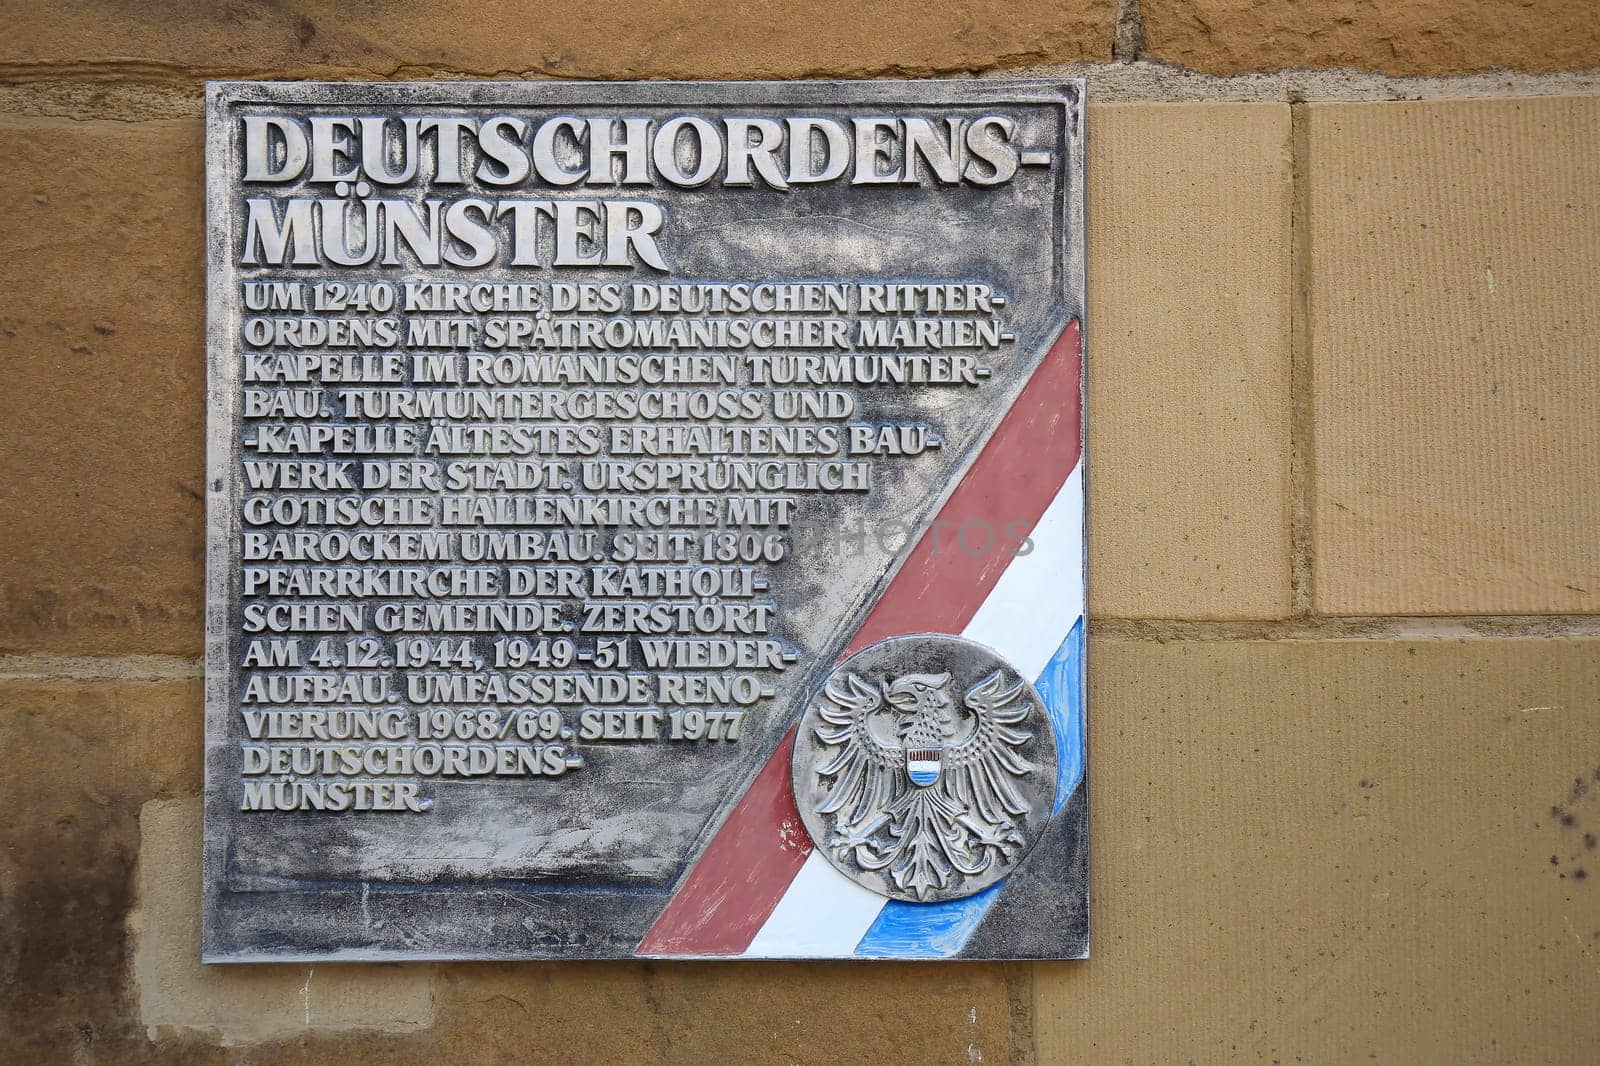 DEUTSCHORDENS-
MÜNSTER
UM 1240 KIRCHE DES DEUTSCHEN RITTER-
ORDENS MIT SPÄTROMANISCHER MARIEN-
KAPELLE IM ROMANISCHEN TURMUNTER-
BAU. TURMUNTERGESCHOSS UND
-KAPELLE ÄLTESTES ERHALTENES BAU-
WERK DER STADT. URSPRÜNGLICH
GOTISCHE HALLENKIRCHE MIT
BAROCKEM UMBAU. SEIT 1806
PFARRKIRCHE DER KATHOLI-
SCHEN GEMEINDE. ZERSTÖRT
AM 4.12.1944, 1949-51 WIEDER-
AUFBAU. UMFASSENDE RENO-
VIERUNG 1968/69. SEIT 1977
DEUTSCHORDENS-
MÜNSTER.